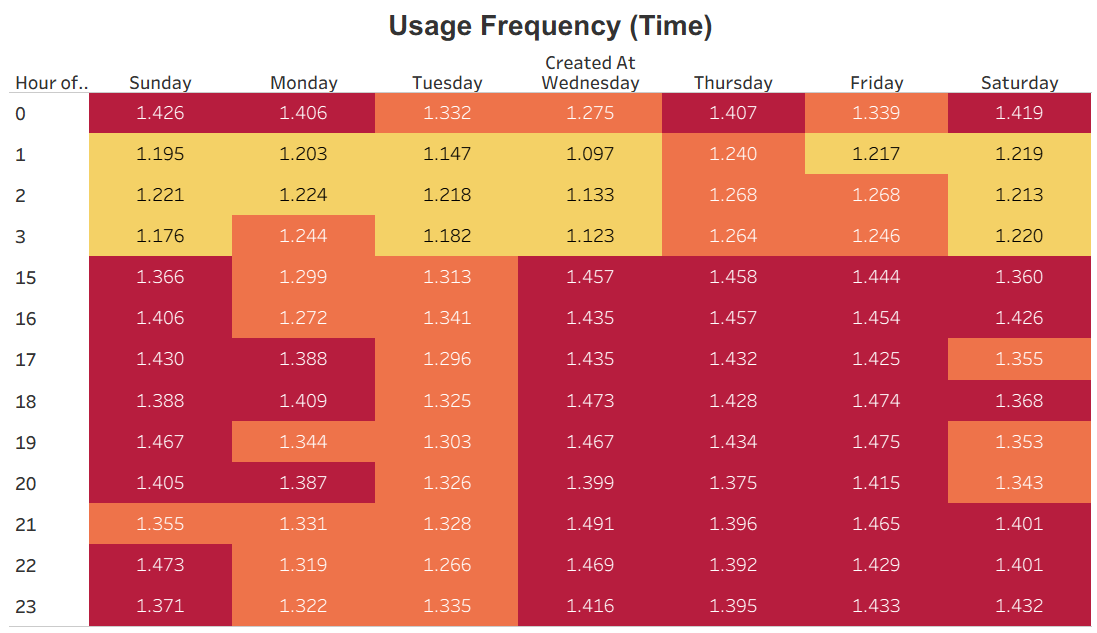 Usage Frequency (Time)
Created At
Hour of.. Sunday Monday Tuesday Wednesday Thursday Friday Saturday
0 1.426 1.406 1.332 1.275 1.407 1.339 1.419
1 1.195 1.203 1.147 1.097 1.240 1.217 1.219
2 1.221 1.224 1.218 1.133 1.268 1.268 1.213
3 1.176 1.244 1.182 1.123 1.264 1.246 1.220
15 1.366 1.299 1.313 1.457 1.458 1.444 1.360
16 1.406 1.272 1.341 1.435 1.457 1.454 1.426
17 1.430 1.388 1.296 1.435 1.432 1.425 1.355
18 1.388 1.409 1.325 1.473 1.428 1.474 1.368
19 1.467 1.344 1.303 1.467 1.434 1.475 1.353
20 1.405 1.387 1.326 1.399 1.375 1.415 1.343
21 1.355 1.331 1.328 1.491 1.396 1.465 1.401
22 1.473 1.319 1.266 1.469 1.392 1.429 1.401
23 1.371 1.322 1.335 1.416 1.395 1.433 1.432